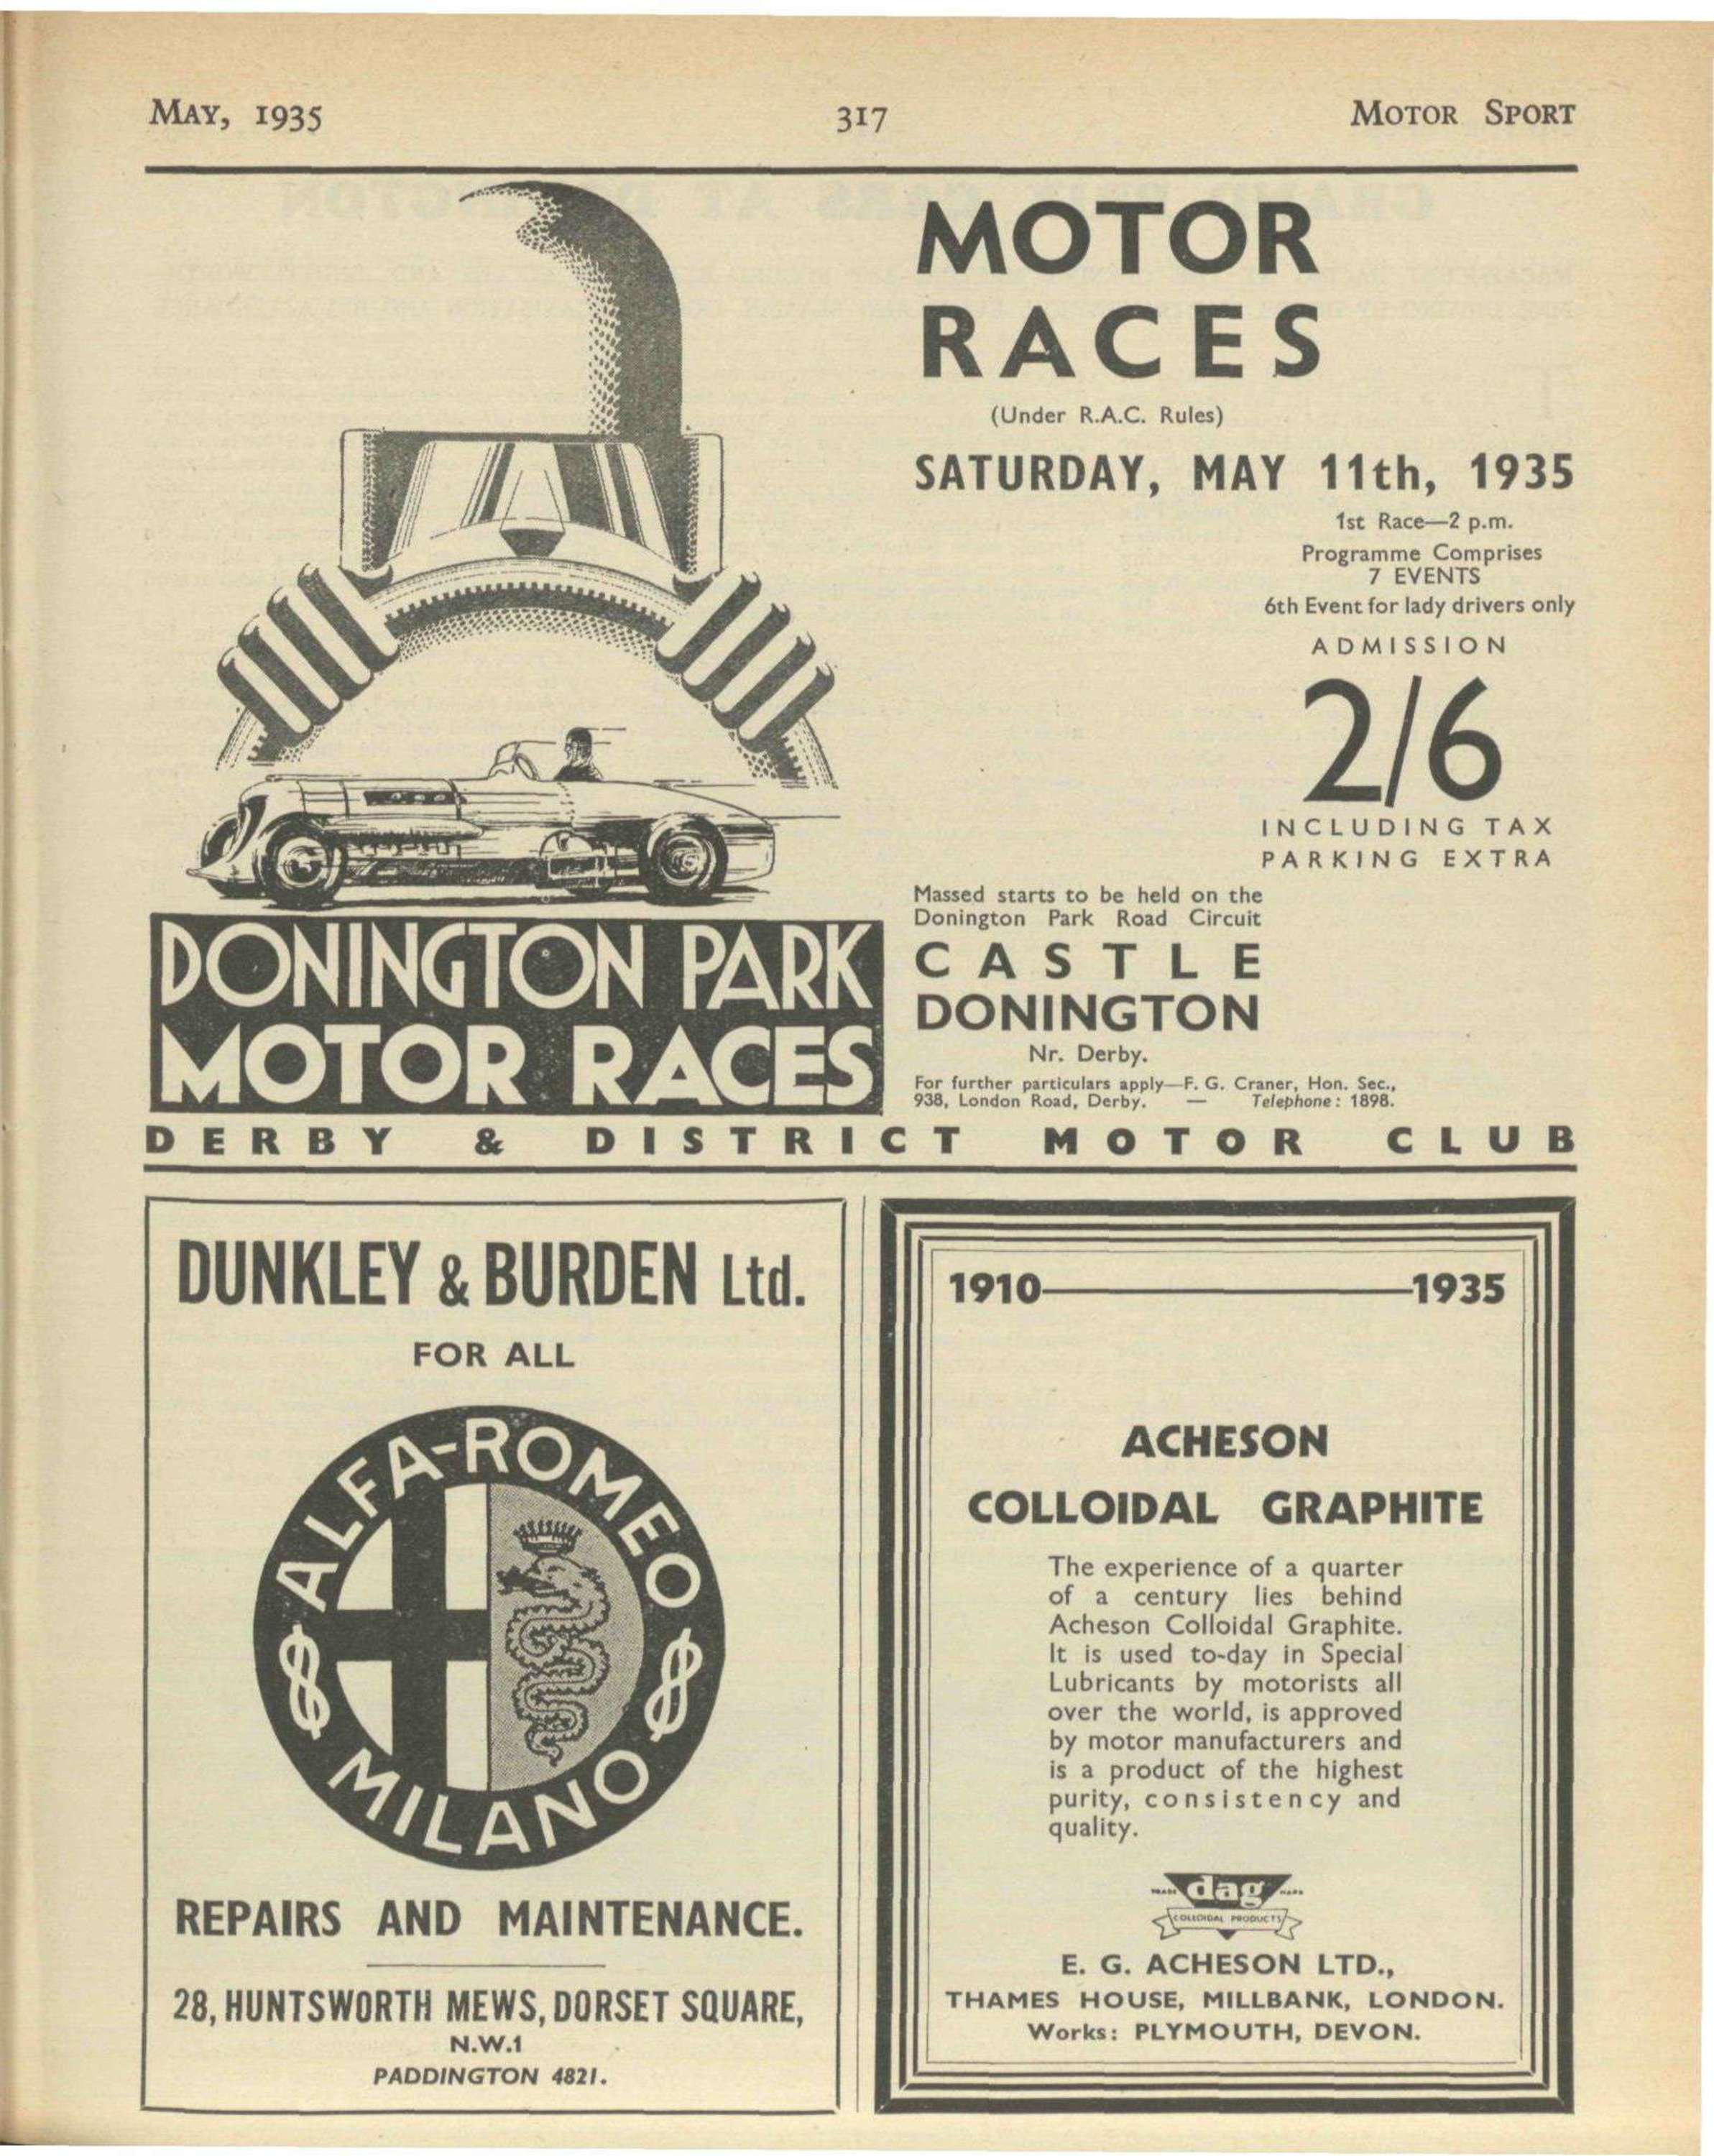 MAY, 1935
317
MOTOR SPORT
MOTOR
RACES
(Under R.A.C. Rules)
SATURDAY, MAY 11th, 1935
1st Race—2 p.m.
Programme Comprises
7 EVENTS
6th Event for lady drivers only
ADMISSION
2/6
INCLUDING TAX
PARKING EXTRA
Massed starts to be held on the
Donington Park Road Circuit
CASTLE
DONINGTON
Nr. Derby.
For further particulars apply—F. G. Craner, Hon. Sec.,
938, London Road, Derby. — Telephone: 1898.
DONINGTON PARK
MOTOR RACES
DERBY & DISTRICT MOTOR CLUB
DUNKLEY & BURDEN Ltd.
FOR ALL
ALFA-ROMEO
MILANO
REPAIRS AND MAINTENANCE.
28, HUNTSWORTH MEWS, DORSET SQUARE,
N.W.1
PADDINGTON 4821.
1910—1935
ACHESON
COLLOIDAL GRAPHITE
The experience of a quarter
of a century lies behind
Acheson Colloidal Graphite.
It is used to-day in Special
Lubricants by motorists all
over the world, is approved
by motor manufacturers and
is a product of the highest
purity, consistency and
quality.
TRADE dag MARK
COLLOIDAL PRODUCTS
E. G. ACHESON LTD.,
THAMES HOUSE, MILLBANK, LONDON.
Works: PLYMOUTH, DEVON.